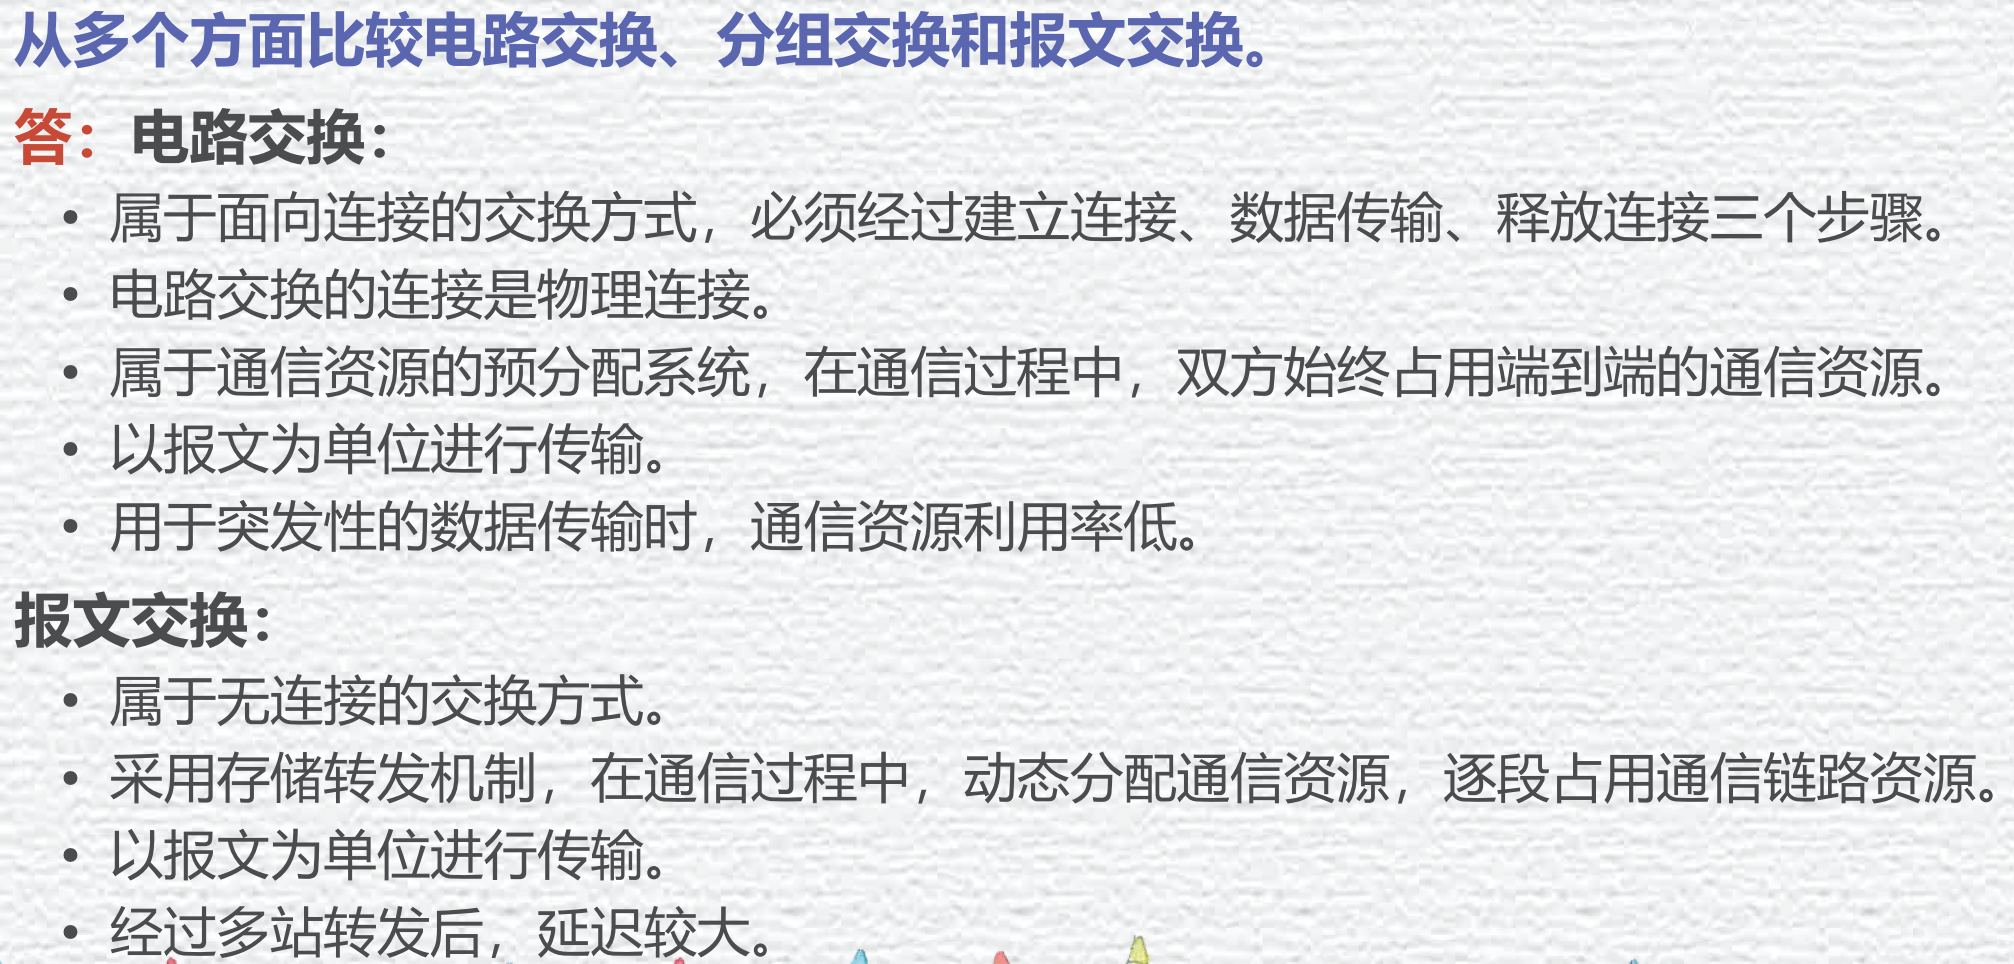 从多个方面比较电路交换、分组交换和报文交换。
答：电路交换：
• 属于面向连接的交换方式，必须经过建立连接、数据传输、释放连接三个步骤。
• 电路交换的连接是物理连接。
• 属于通信资源的预分配系统，在通信过程中，双方始终占用端到端的通信资源。
• 以报文为单位进行传输。
• 用于突发性的数据传输时，通信资源利用率低。
报文交换：
• 属于无连接的交换方式。
• 采用存储转发机制，在通信过程中，动态分配通信资源，逐段占用通信链路资源。
• 以报文为单位进行传输。
• 经过多站转发后，延迟较大。